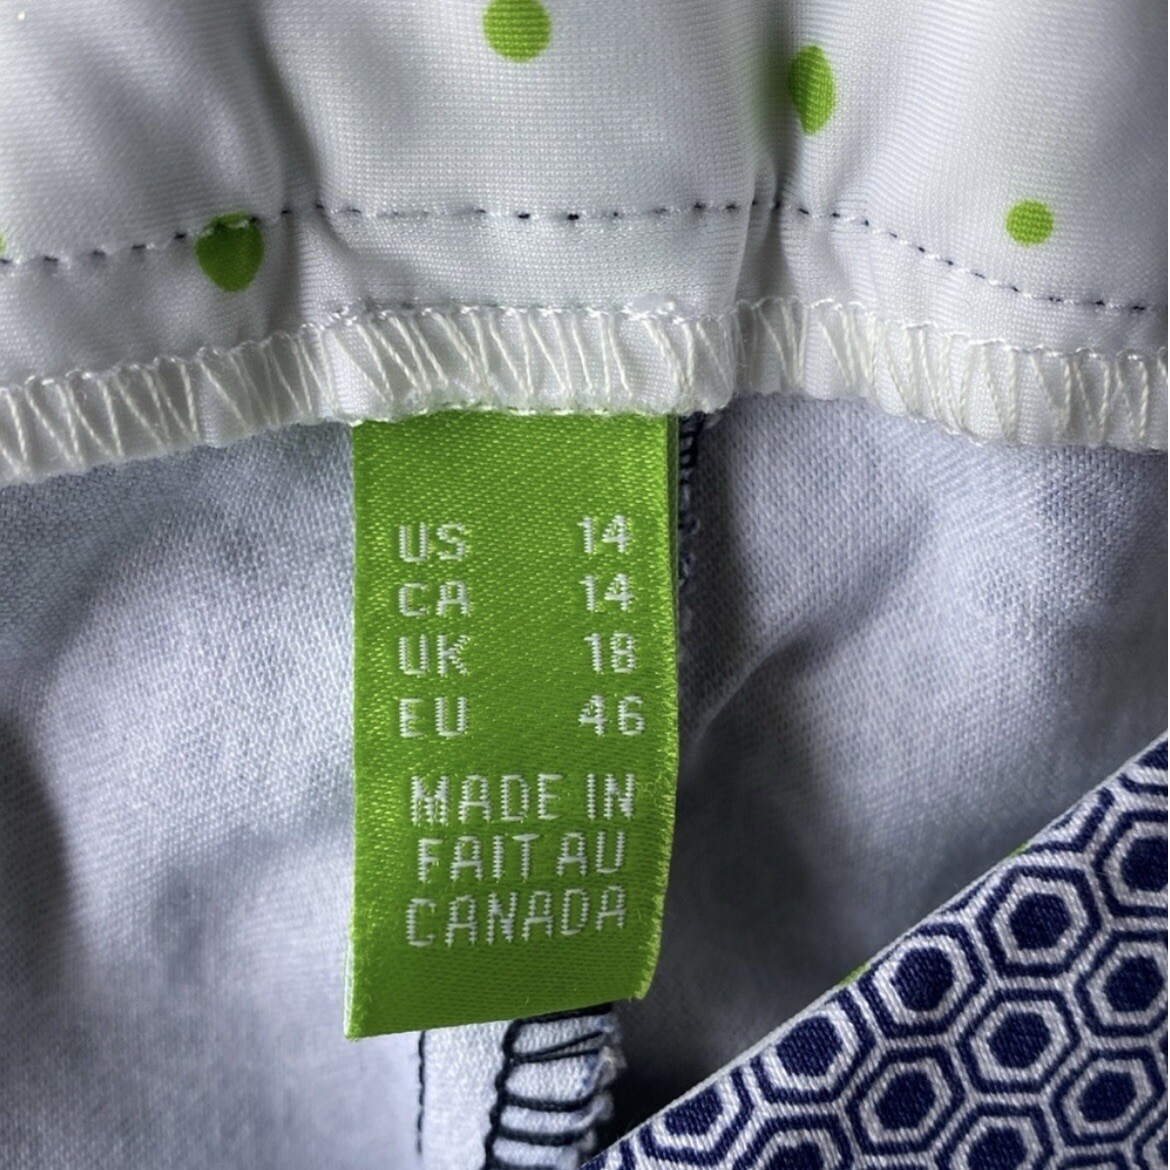 US 14
CA 14
UK 18
EU 46
MADE IN
FAIT AU
CANADA